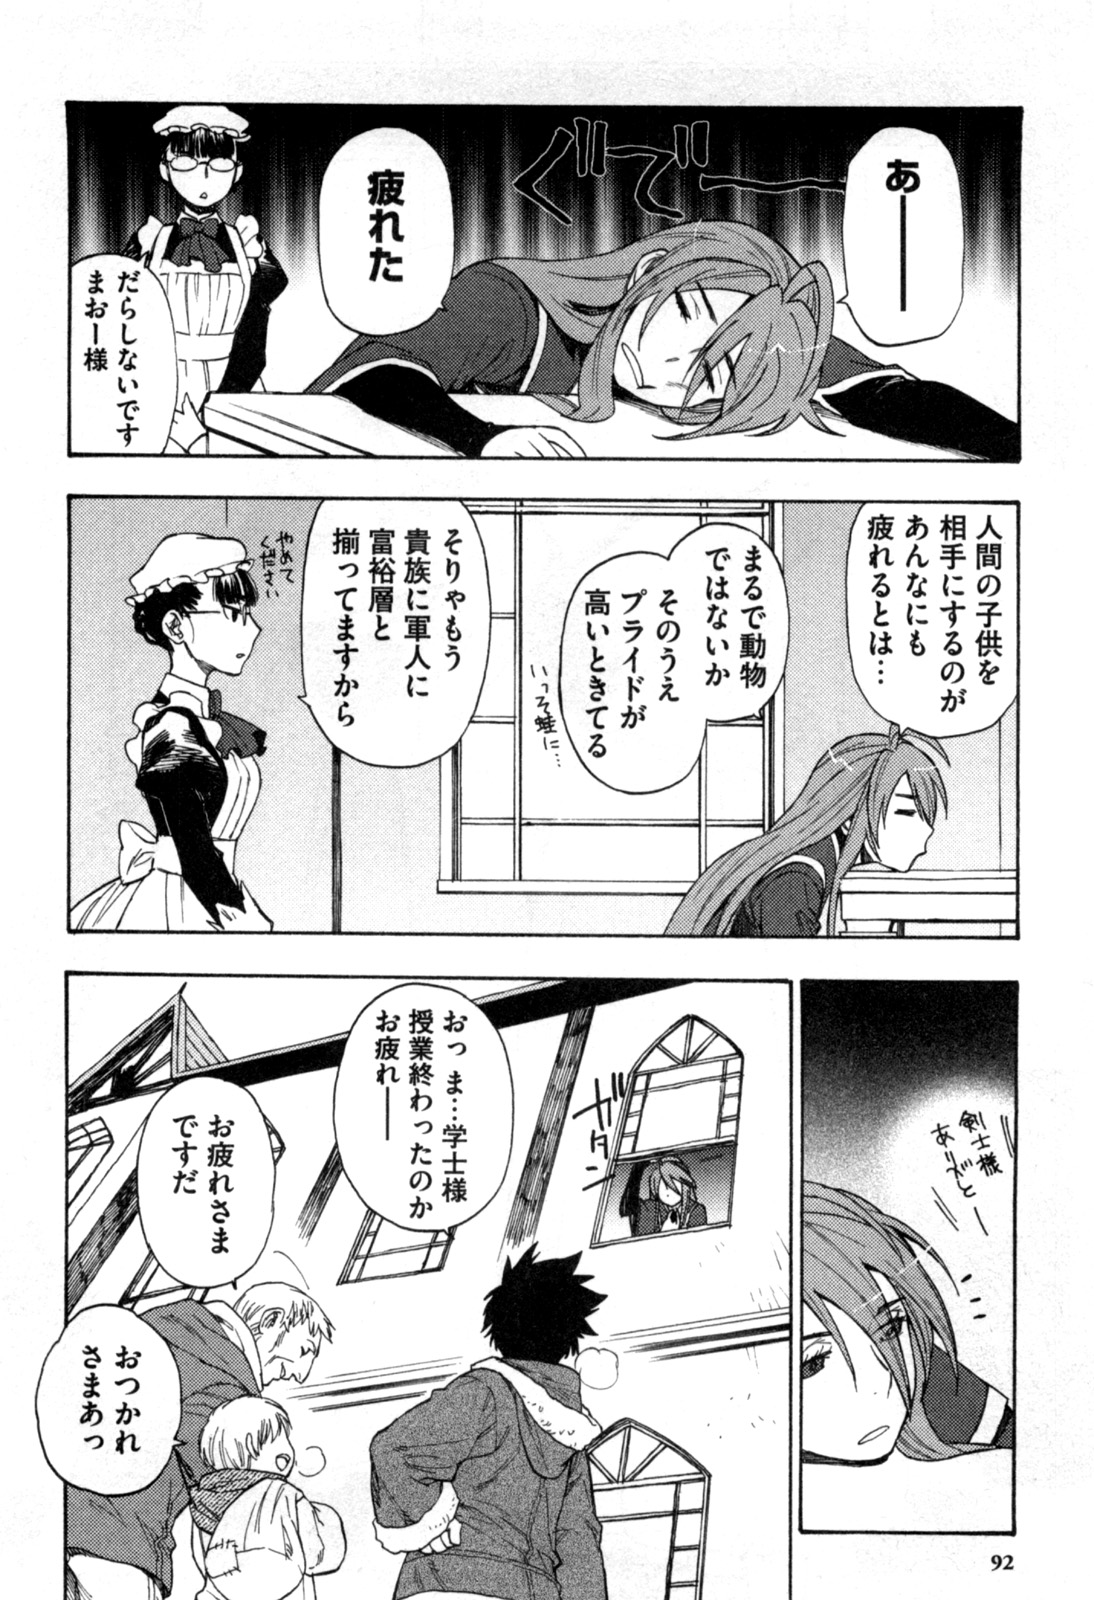 あーーー
ぐでーーー
疲れた
だらしないです
まおー様
人間の子供を
相手にするのが
あんなにも
疲れるとは…
まるで動物
ではないか
そのうえ
プライドが
高いときてる
いっそ蛙に…
そりゃもう
貴族に軍人に
富裕層と
揃ってますから
やめて
ください
剣士様
ありがとー
ガタン
おっ ま…学士様
授業終わったのか
お疲れ――
お疲れさま
ですだ
おつかれ
さまあっ
92